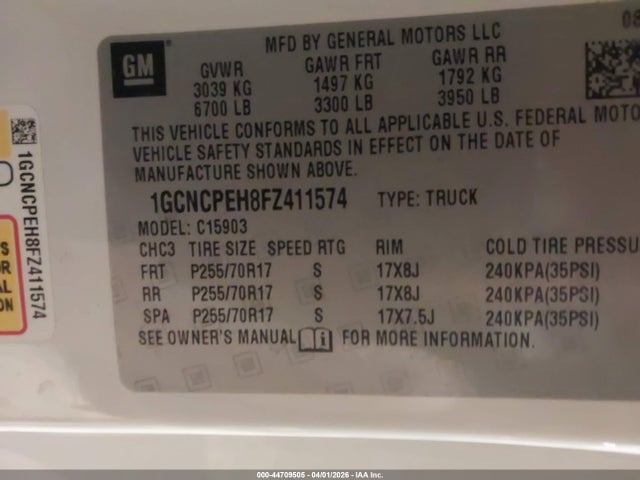 MFD BY GENERAL MOTORS LLC
GM
GVWR GAWR FRT GAWR RR
3039 KG 1497 KG 1792 KG
6700 LB 3300 LB 3950 LB
THIS VEHICLE CONFORMS TO ALL APPLICABLE U.S. FEDERAL MOTO
VEHICLE SAFETY STANDARDS IN EFFECT ON THE DATE OF
MANUFACTURE SHOWN ABOVE.
1GCNCPEH8FZ411574 TYPE: TRUCK
MODEL: C15903
CHC3 TIRE SIZE SPEED RTG RIM COLD TIRE PRESSU
FRT P255/70R17 S 17X8J 240KPA(35PSI)
RR P255/70R17 S 17X8J 240KPA(35PSI)
SPA P255/70R17 S 17X7.5J 240KPA(35PSI)
SEE OWNER'S MANUAL FOR MORE INFORMATION.
1GCNCPEH8FZ411574
000-44709505 - 04/01/2026 - IAA Inc.